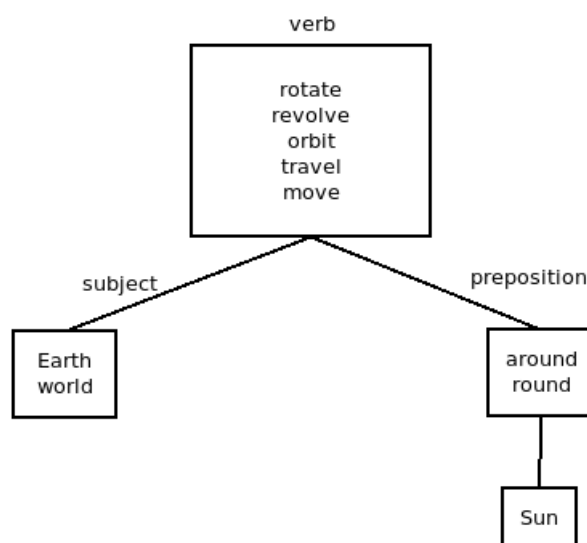 verb
rotate
revolve
orbit
travel
move
subject
preposition
Earth
world
around
round
Sun